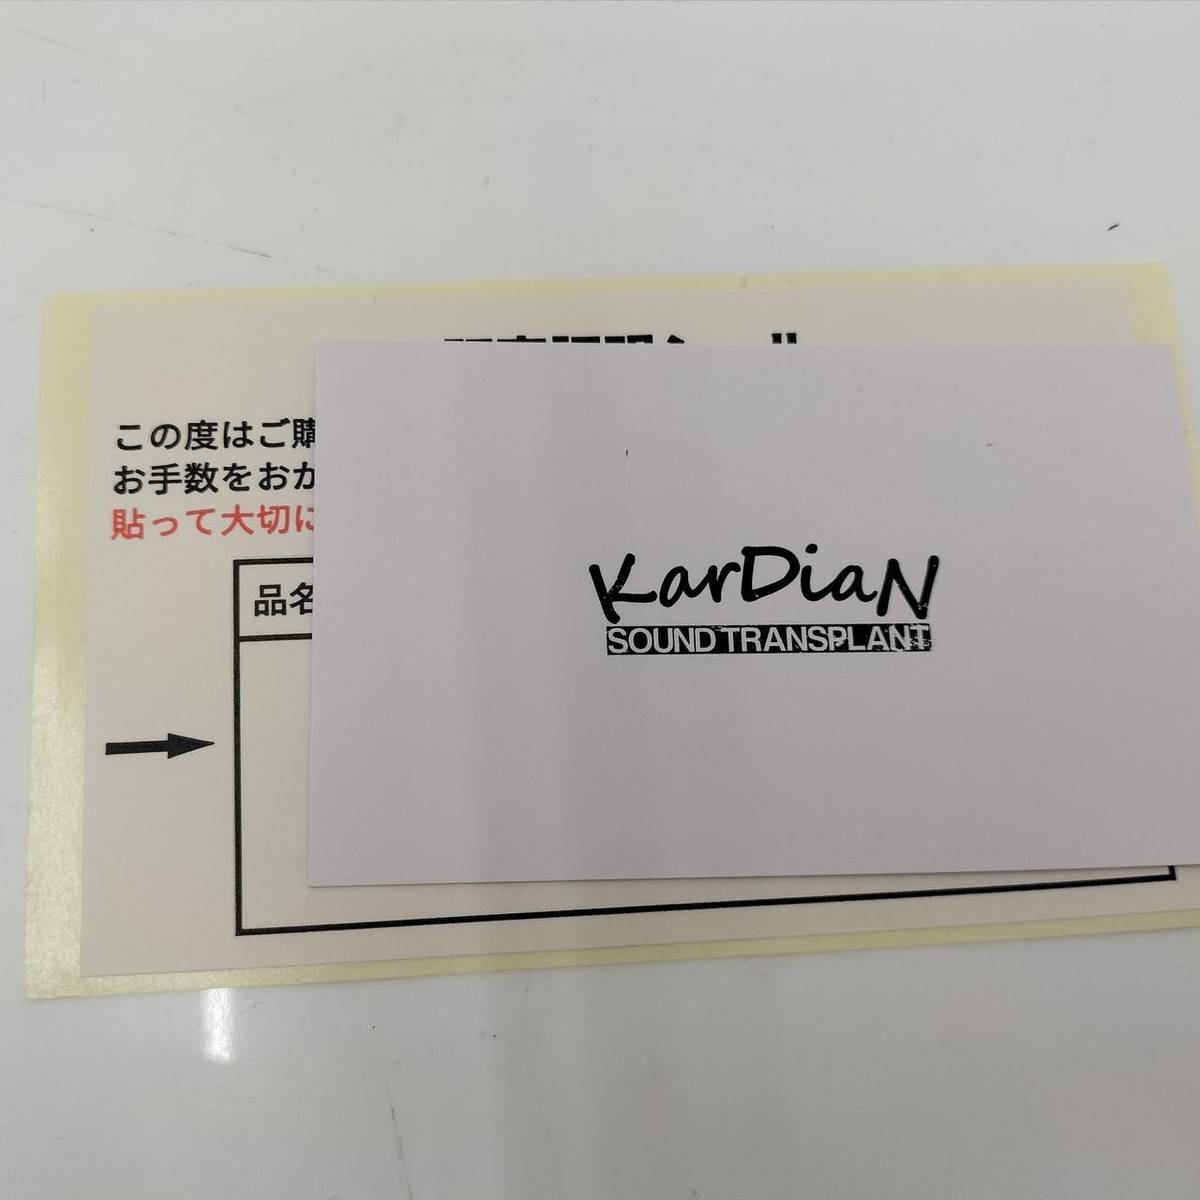 この度はご購
お手数をおか
貼って大切に
品名
KarDiaN
SOUND TRANSPLANT